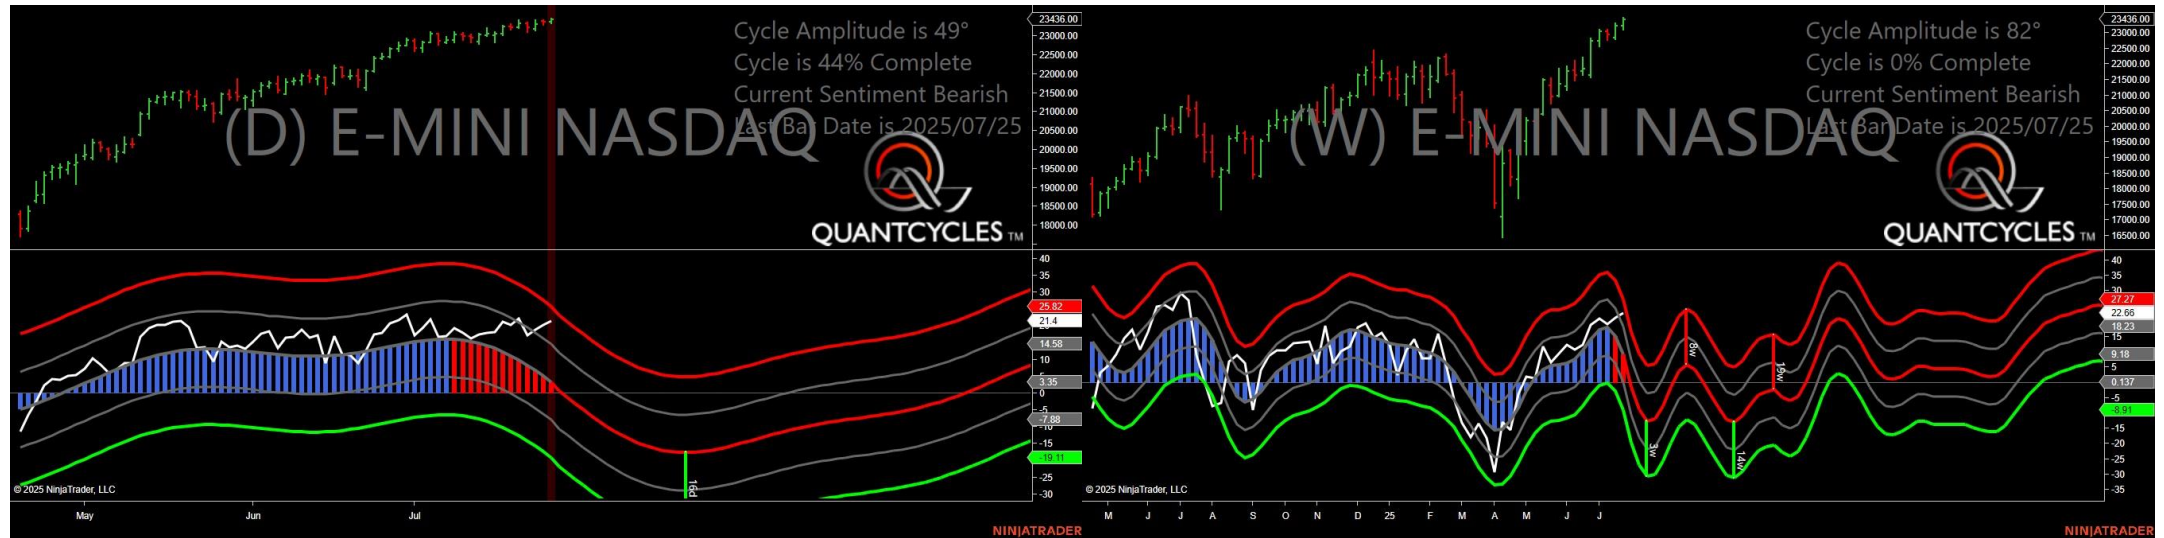 Cycle Amplitude is 49°
Cycle is 44% Complete
Current Sentiment Bearish
Last Bar Date is 2025/07/25
(D) E-MINI NASDAQ
QUANTCYCLES TM
23436.00
23000.00
22500.00
22000.00
21500.00
21000.00
20500.00
20000.00
19500.00
19000.00
18500.00
18000.00
40
35
30
25.82
21.4
14.58
10
5
3.35
0
-5
-7.88
-10
-15
-19.11
-25
-30
16d
© 2025 NinjaTrader, LLC
May Jun Jul
NINJATRADER
Cycle Amplitude is 82°
Cycle is 0% Complete
Current Sentiment Bearish
Last Bar Date is 2025/07/25
(W) E-MINI NASDAQ
QUANTCYCLES TM
23436.00
23000.00
22500.00
22000.00
21500.00
21000.00
20500.00
20000.00
19500.00
19000.00
18500.00
18000.00
17500.00
17000.00
16500.00
40
35
30
27.27
22.66
18.23
15
9.18
5
0.137
-5
-8.91
-15
-20
-25
-30
-35
3w
8w
14w
19w
© 2025 NinjaTrader, LLC
M J J A S O N D 25 F M A M J J
NINJATRADER